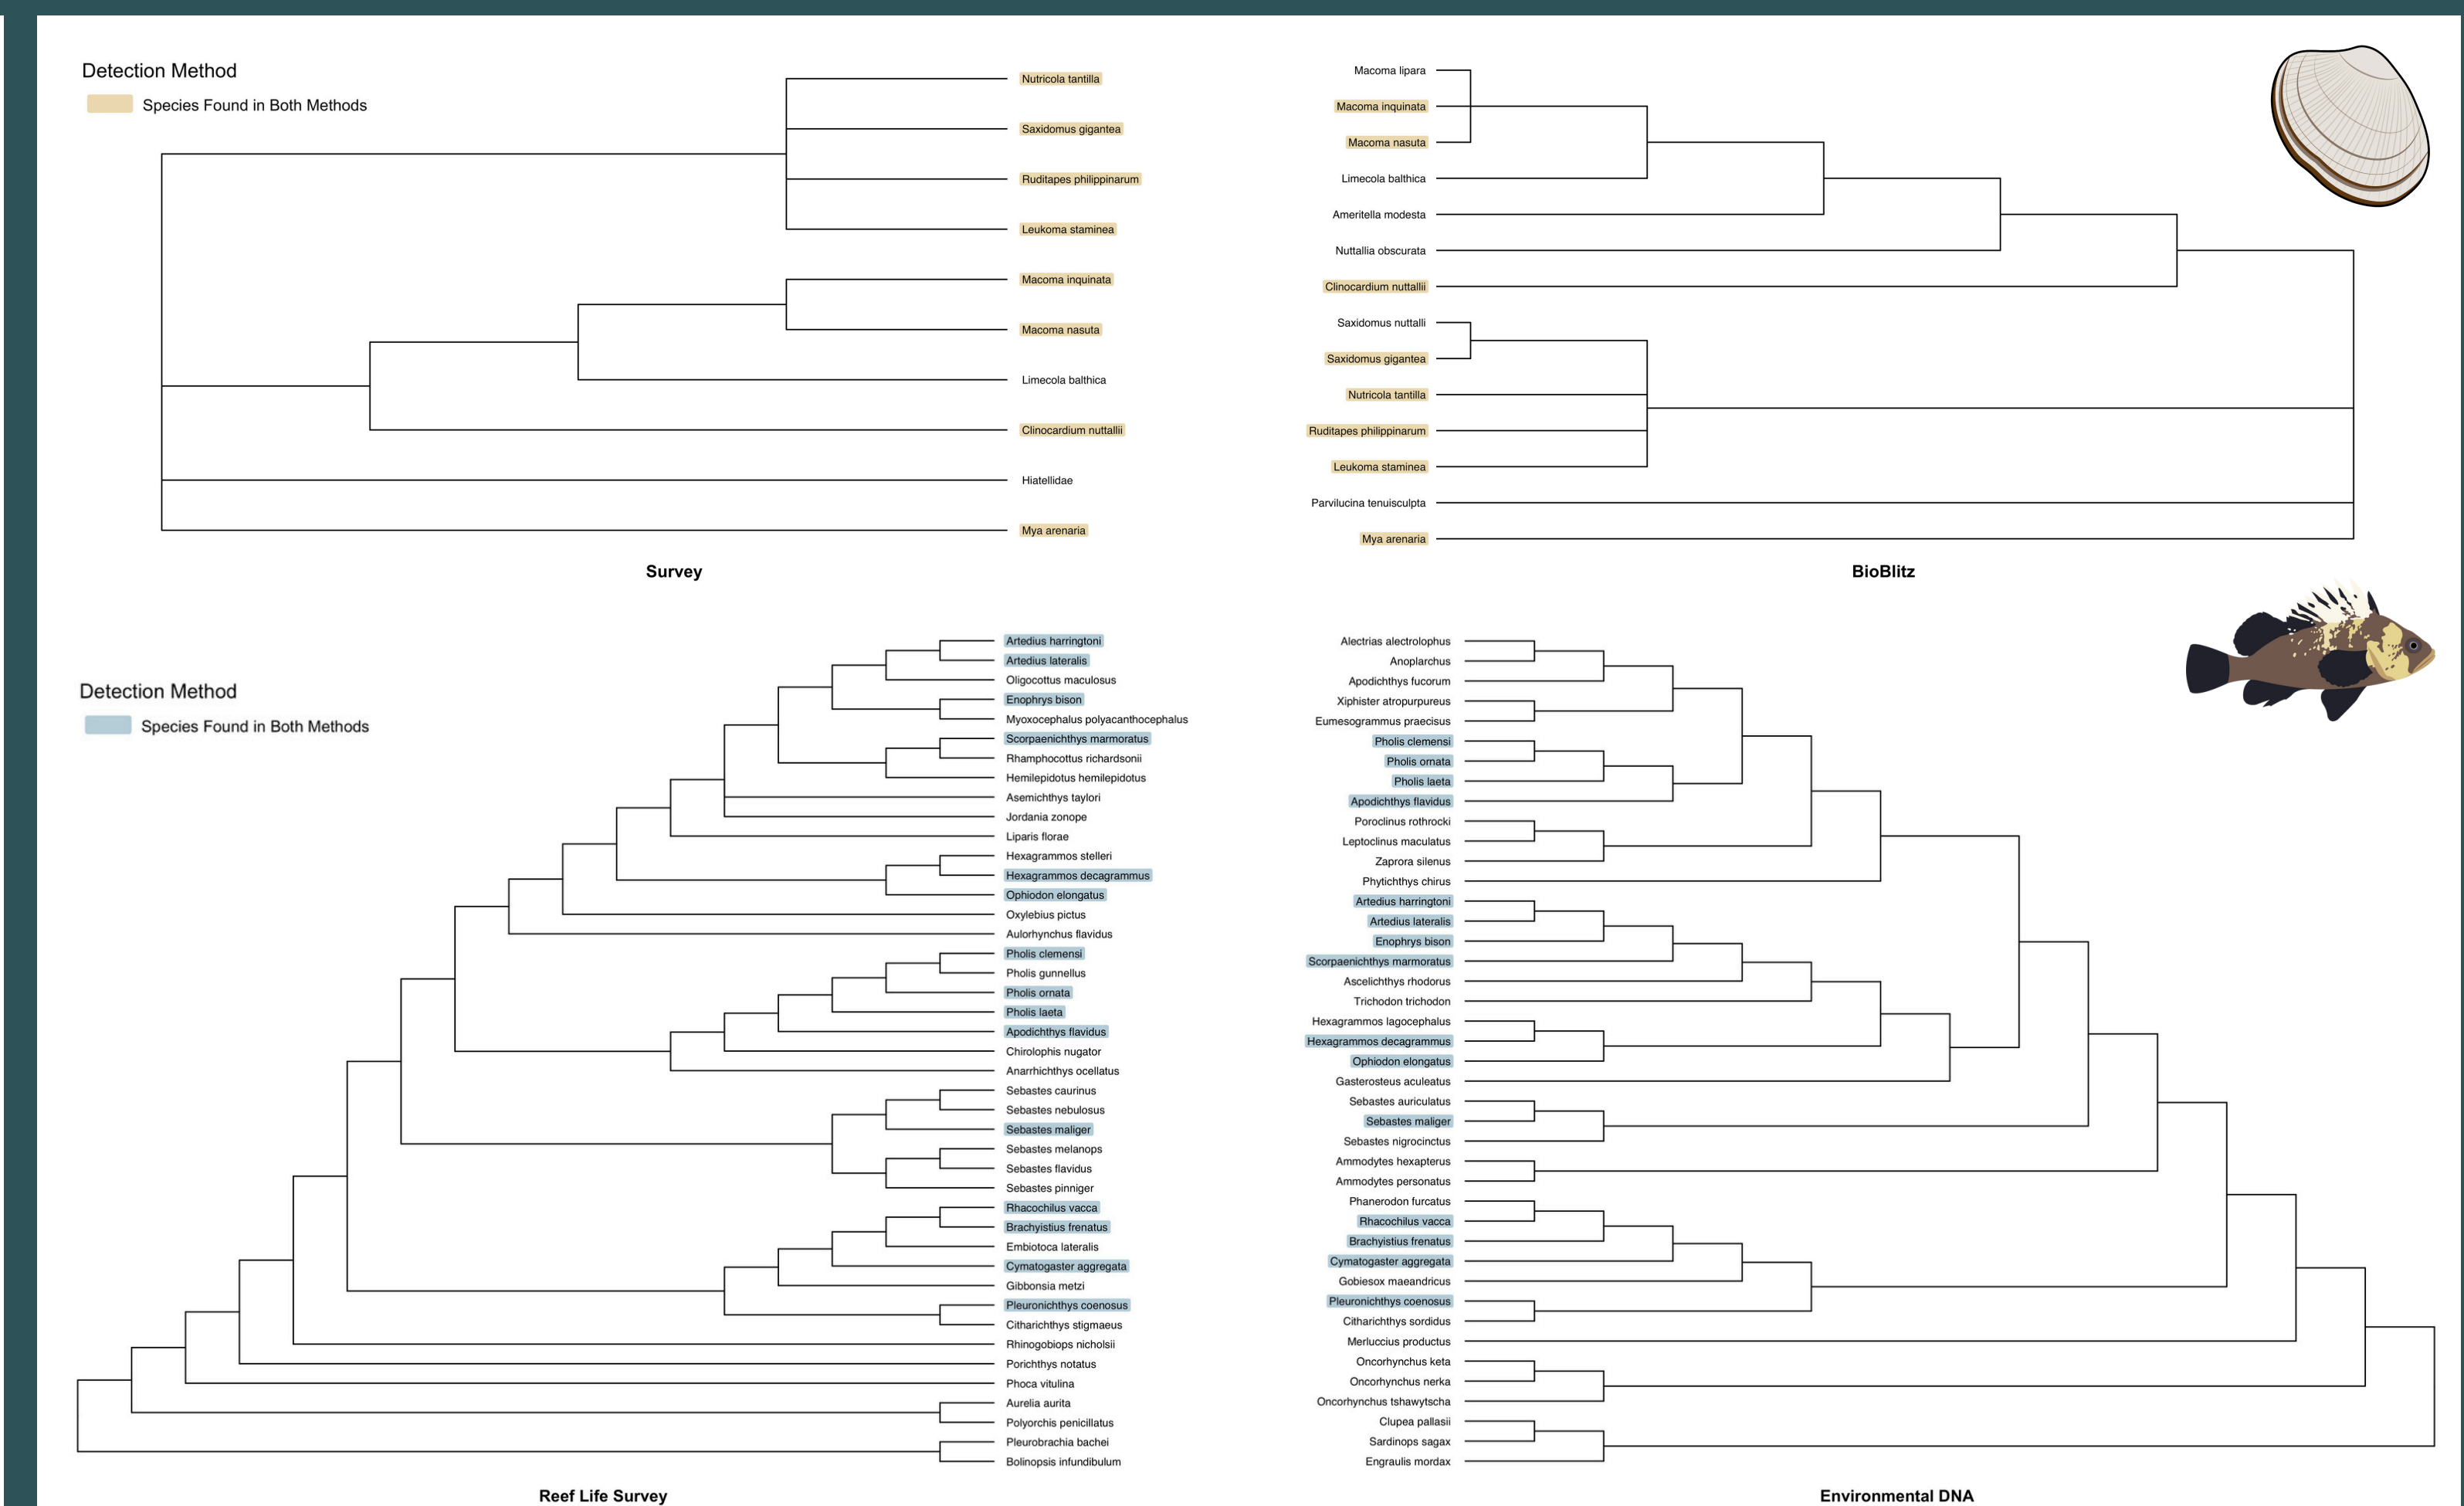 Detection Method
Species Found in Both Methods
Nutricola tantilla
Saxidomus gigantea
Ruditapes philippinarum
Leukoma staminea
Macoma inquinata
Macoma nasuta
Limecola balthica
Clinocardium nuttallii
Hiatellidae
Mya arenaria
Survey
Macoma lipara
Macoma inquinata
Macoma nasuta
Limecola balthica
Ameritella modesta
Nuttallia obscurata
Clinocardium nuttallii
Saxidomus nuttalli
Saxidomus gigantea
Nutricola tantilla
Ruditapes philippinarum
Leukoma staminea
Parvilucina tenuisculpta
Mya arenaria
BioBlitz
Detection Method
Species Found in Both Methods
Artedius harringtoni
Artedius lateralis
Oligocottus maculosus
Enophrys bison
Myoxocephalus polyacanthocephalus
Scorpaenichthys marmoratus
Rhamphocottus richardsonii
Hemilepidotus hemilepidotus
Asemichthys taylori
Jordania zonope
Liparis florae
Hexagrammos stelleri
Hexagrammos decagrammus
Ophiodon elongatus
Oxylebius pictus
Aulorhynchus flavidus
Pholis clemensi
Pholis gunnellus
Pholis ornata
Pholis laeta
Apodichthys flavidus
Chirolophis nugator
Anarrhichthys ocellatus
Sebastes caurinus
Sebastes nebulosus
Sebastes maliger
Sebastes melanops
Sebastes flavidus
Sebastes pinniger
Rhacochilus vacca
Brachyistius frenatus
Embiotoca lateralis
Cymatogaster aggregata
Gibbonsia metzi
Pleuronichthys coenosus
Citharichthys stigmaeus
Rhinogobiops nicholsii
Porichthys notatus
Phoca vitulina
Aurelia aurita
Polyorchis penicillatus
Pleurobrachia bachei
Bolinopsis infundibulum
Reef Life Survey
Alectrias alectrolophus
Anoplarchus
Apodichthys fucorum
Xiphister atropurpureus
Eumesogrammus praecisus
Pholis clemensi
Pholis ornata
Pholis laeta
Apodichthys flavidus
Poroclinus rothrocki
Leptoclinus maculatus
Zaprora silenus
Phytichthys chirus
Artedius harringtoni
Artedius lateralis
Enophrys bison
Scorpaenichthys marmoratus
Ascelichthys rhodorus
Trichodon trichodon
Hexagrammos lagocephalus
Hexagrammos decagrammus
Ophiodon elongatus
Gasterosteus aculeatus
Sebastes auriculatus
Sebastes maliger
Sebastes nigrocinctus
Ammodytes hexapterus
Ammodytes personatus
Phanerodon furcatus
Rhacochilus vacca
Brachyistius frenatus
Cymatogaster aggregata
Gobiesox maeandricus
Pleuronichthys coenosus
Citharichthys sordidus
Merluccius productus
Oncorhynchus keta
Oncorhynchus nerka
Oncorhynchus tshawytscha
Clupea pallasii
Sardinops sagax
Engraulis mordax
Environmental DNA